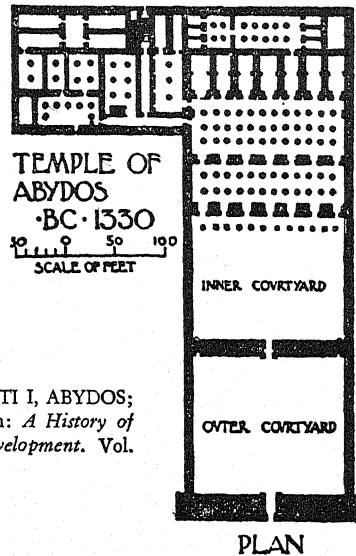 TEMPLE OF
ABYDOS
·BC·1330
50 0 50 100
SCALE OF FEET
INNER COVRTYARD
TI I, ABYDOS;
: A History of
velopment. Vol.
OVTER COVRTYARD
PLAN